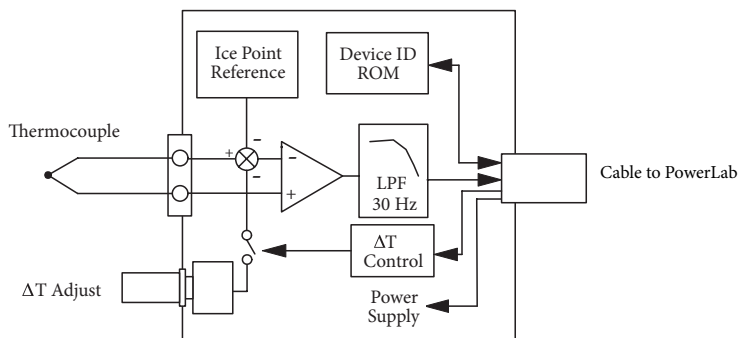 Ice Point
Reference
Device ID
ROM
Thermocouple
+
−
−
−
+
LPF
30 Hz
Cable to PowerLab
ΔT
Control
ΔT Adjust
Power
Supply